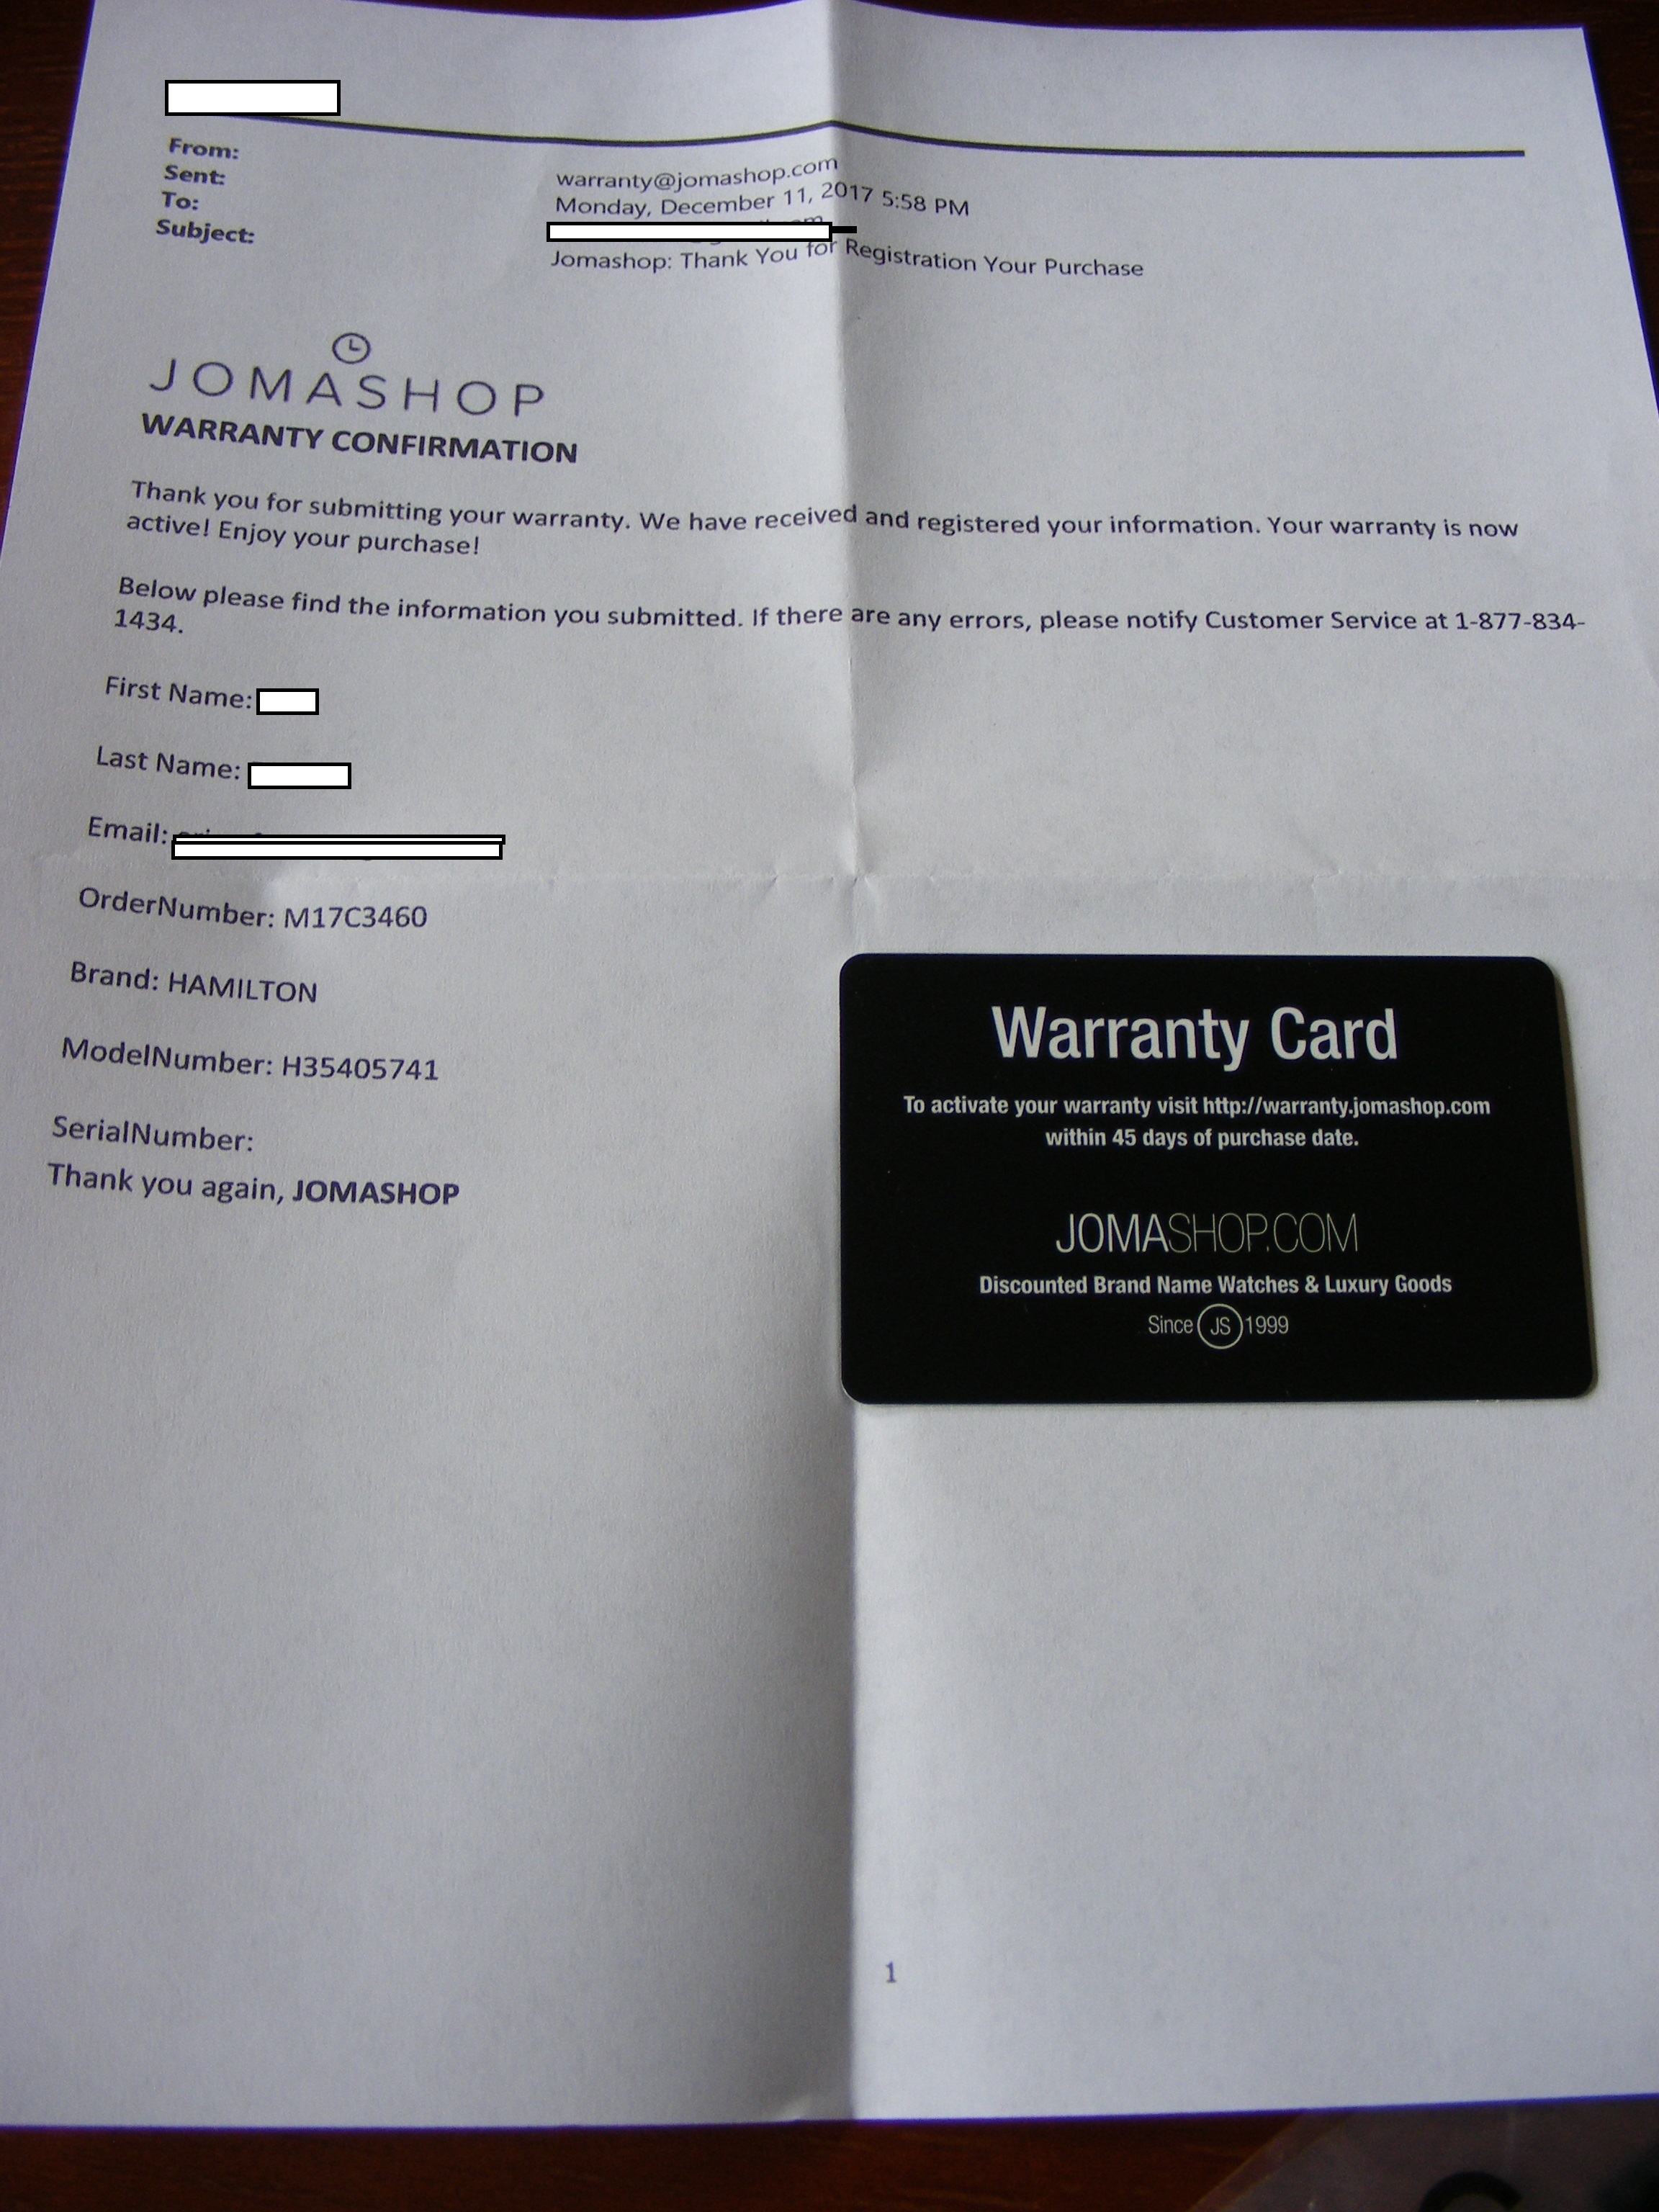 From:
warranty@jomashop.com
Sent:
Monday, December 11, 2017 5:58 PM
To:
Subject:
Jomashop: Thank You for Registration Your Purchase
JOMASHOP
WARRANTY CONFIRMATION
Thank you for submitting your warranty. We have received and registered your information. Your warranty is now
active! Enjoy your purchase!
Below please find the information you submitted. If there are any errors, please notify Customer Service at 1-877-834-
1434.
First Name:
Last Name:
Email:
OrderNumber: M17C3460
Brand: HAMILTON
ModelNumber: H35405741
SerialNumber:
Thank you again, JOMASHOP
Warranty Card
To activate your warranty visit http://warranty.jomashop.com
within 45 days of purchase date.
JOMASHOP.COM
Discounted Brand Name Watches & Luxury Goods
Since JS 1999
1